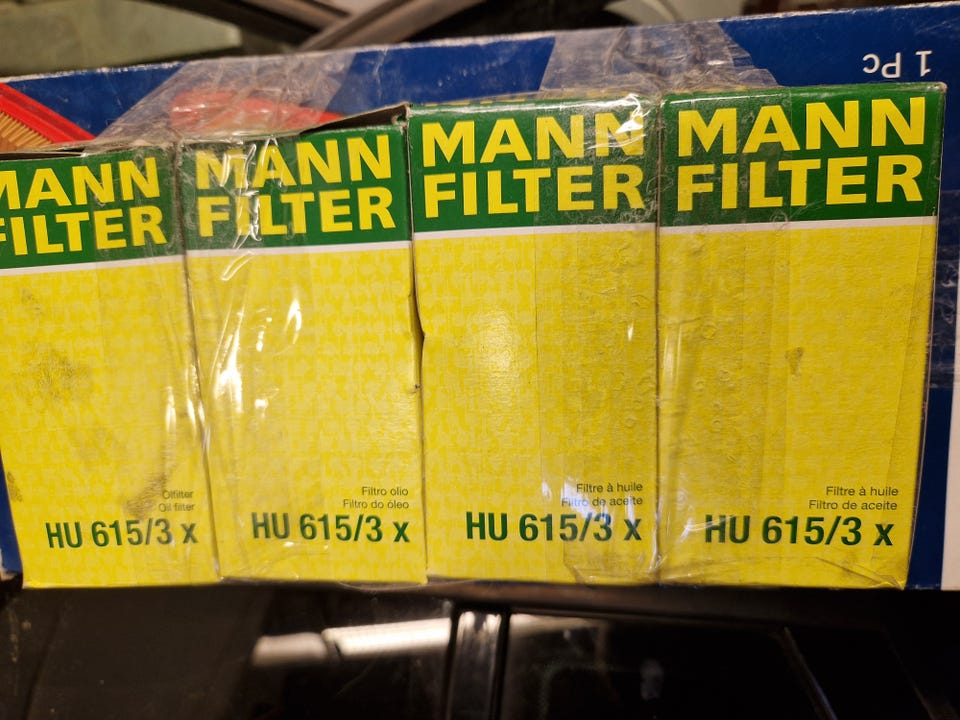 1 Pc
MANN
FILTER
Ölfilter
Oil filter
HU 615/3 x
MANN
FILTER
Filtro olio
Filtro do óleo
HU 615/3 x
MANN
FILTER
Filtre à huile
Filtro de aceite
HU 615/3 x
MANN
FILTER
Filtre à huile
Filtro de aceite
HU 615/3 x